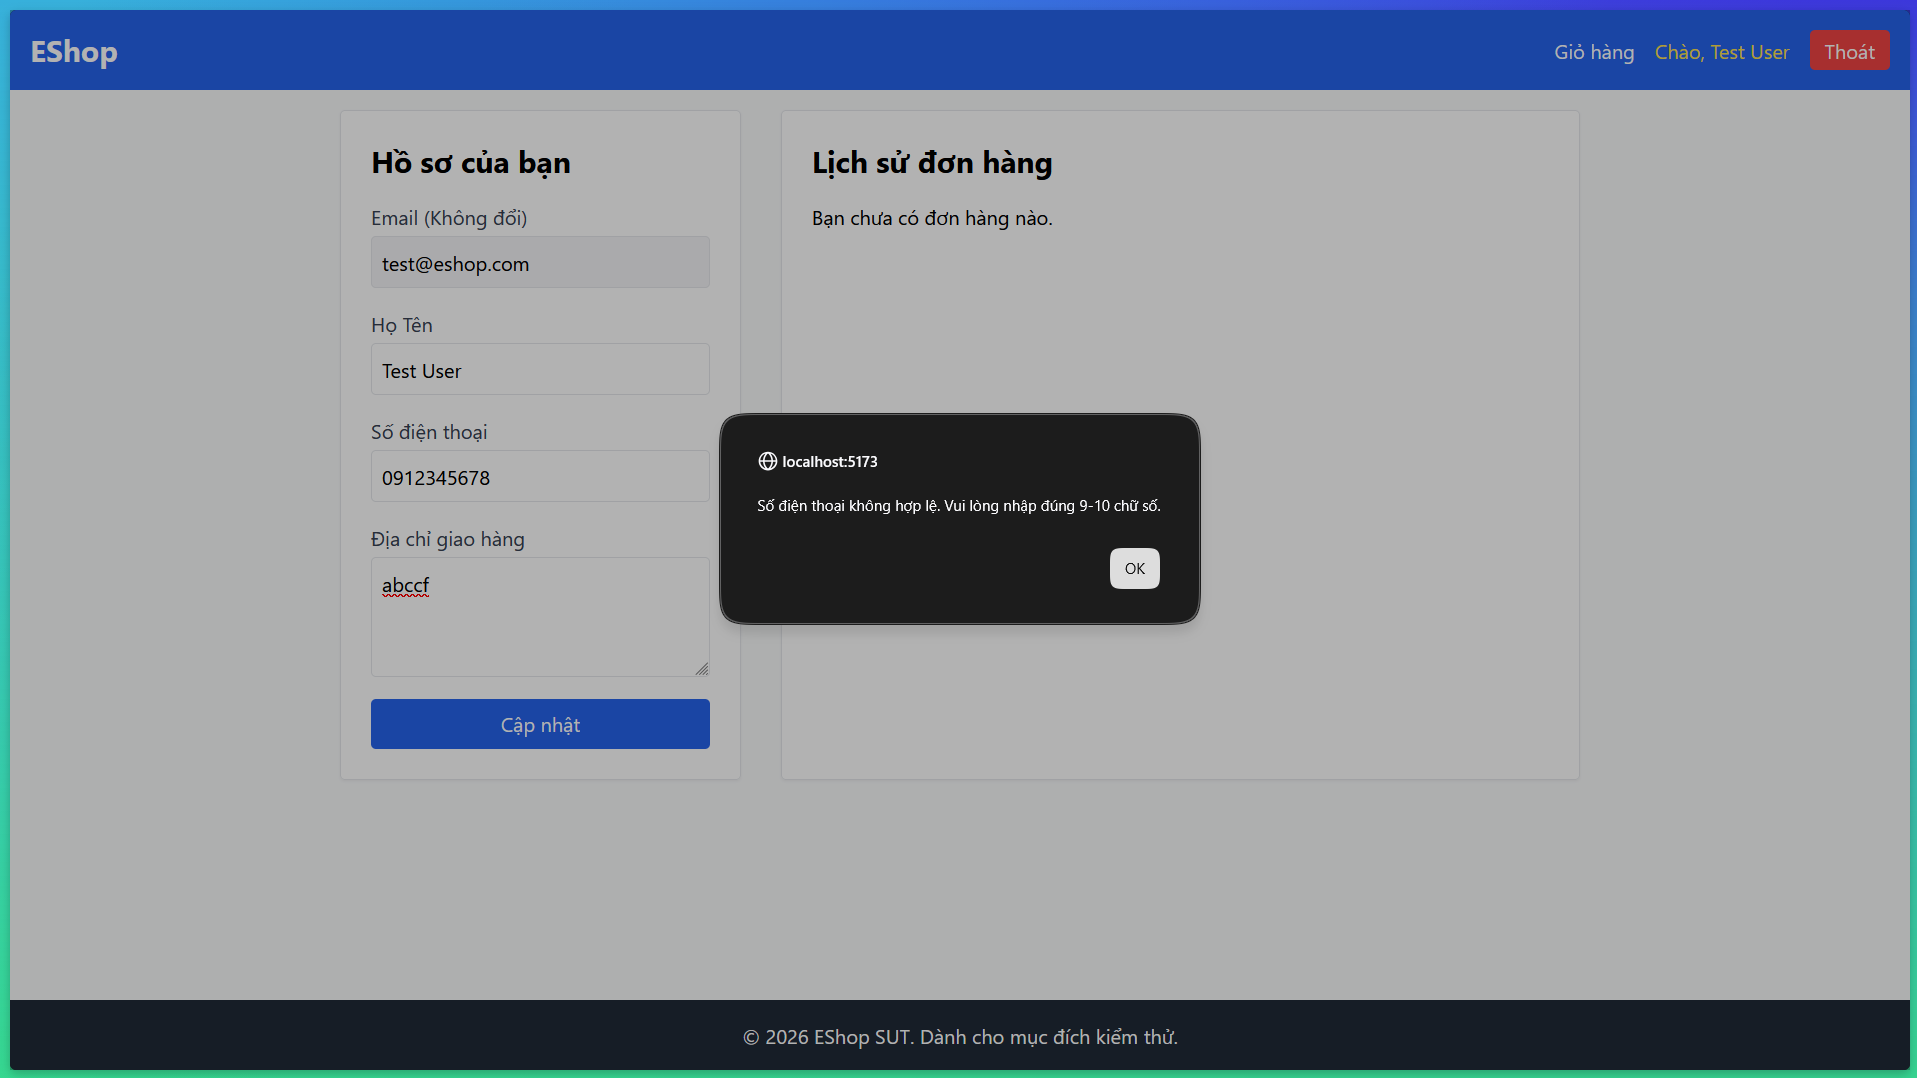 EShop
Giỏ hàng
Chào, Test User
Thoát
Hồ sơ của bạn
Email (Không đổi)
test@eshop.com
Họ Tên
Test User
Số điện thoại
0912345678
Địa chỉ giao hàng
abccf
Cập nhật
Lịch sử đơn hàng
Bạn chưa có đơn hàng nào.
localhost:5173
Số điện thoại không hợp lệ. Vui lòng nhập đúng 9-10 chữ số.
OK
© 2026 EShop SUT. Dành cho mục đích kiểm thử.